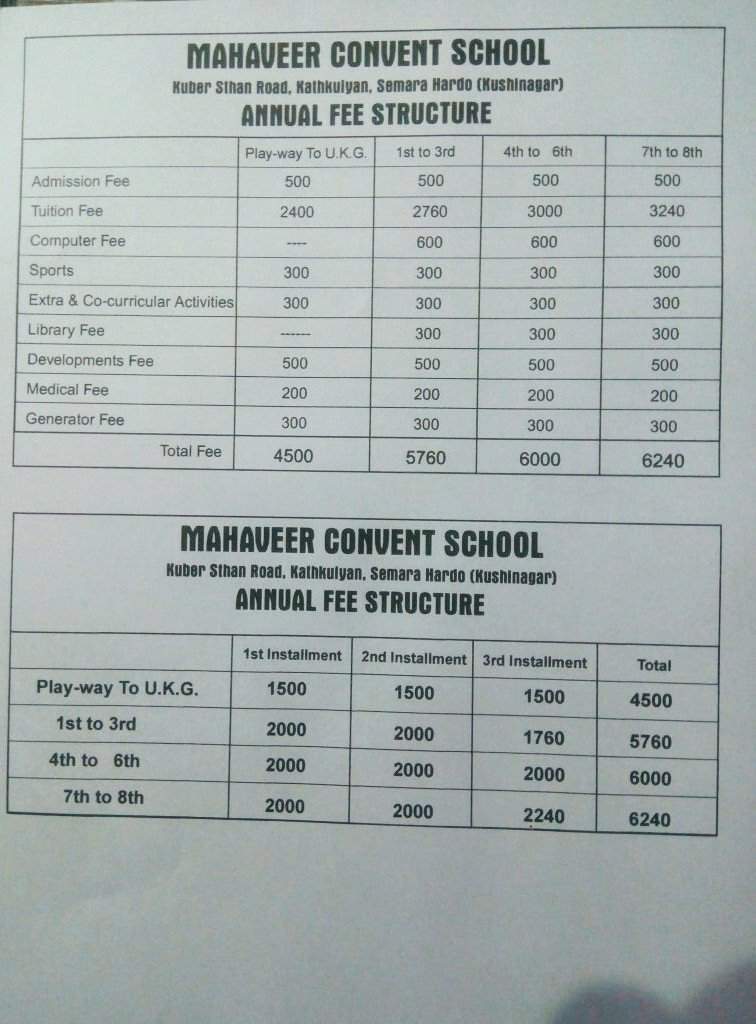 MAHAVEER CONVENT SCHOOL
Kuber Sthan Road, Kathkuiyan, Semara Hardo (Kushinagar)
ANNUAL FEE STRUCTURE
Play-way To U.K.G. 1st to 3rd 4th to 6th 7th to 8th
Admission Fee 500 500 500 500
Tuition Fee 2400 2760 3000 3240
Computer Fee ---- 600 600 600
Sports 300 300 300 300
Extra & Co-curricular Activities 300 300 300 300
Library Fee ------ 300 300 300
Developments Fee 500 500 500 500
Medical Fee 200 200 200 200
Generator Fee 300 300 300 300
Total Fee 4500 5760 6000 6240
MAHAVEER CONVENT SCHOOL
Kuber Sthan Road, Kathkuiyan, Semara Hardo (Kushinagar)
ANNUAL FEE STRUCTURE
1st Installment 2nd Installment 3rd Installment Total
Play-way To U.K.G. 1500 1500 1500 4500
1st to 3rd 2000 2000 1760 5760
4th to 6th 2000 2000 2000 6000
7th to 8th 2000 2000 2240 6240